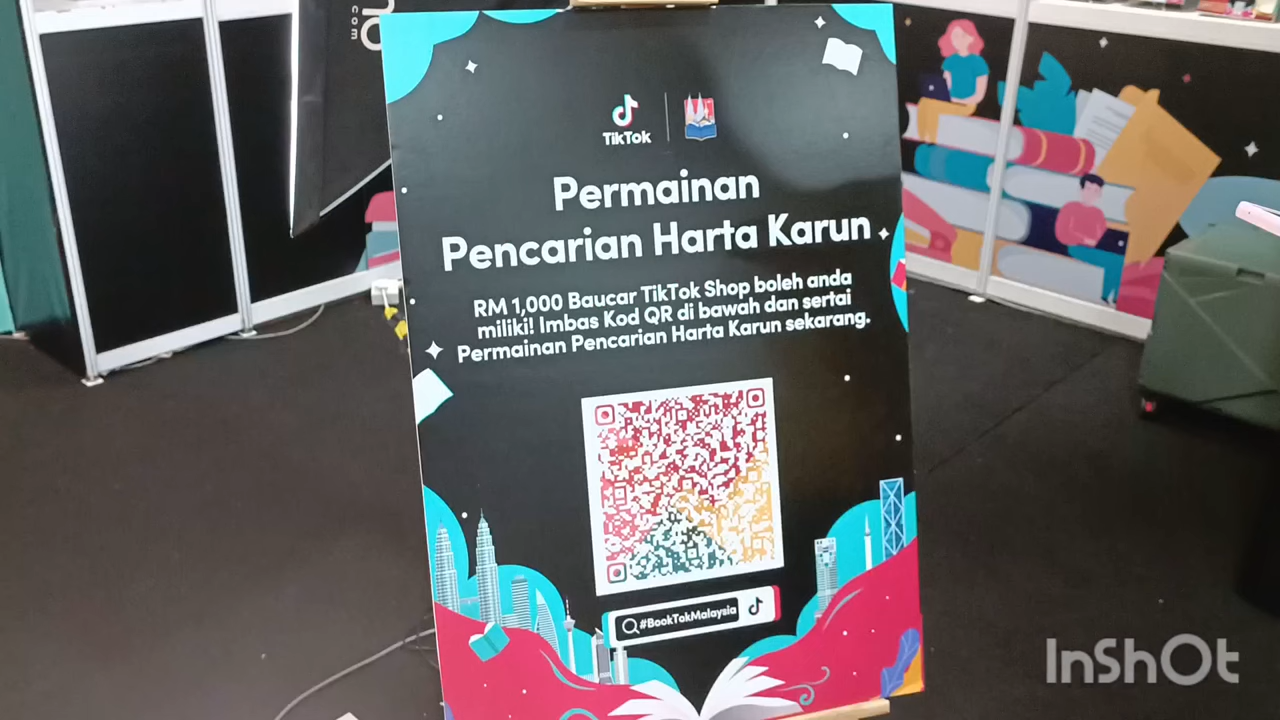 TikTok
Permainan
Pencarian Harta Karun
RM 1,000 Baucar TikTok Shop boleh anda
miliki! Imbas Kod QR di bawah dan sertai
Permainan Pencarian Harta Karun sekarang.
#BookTokMalaysia
com
InShOt